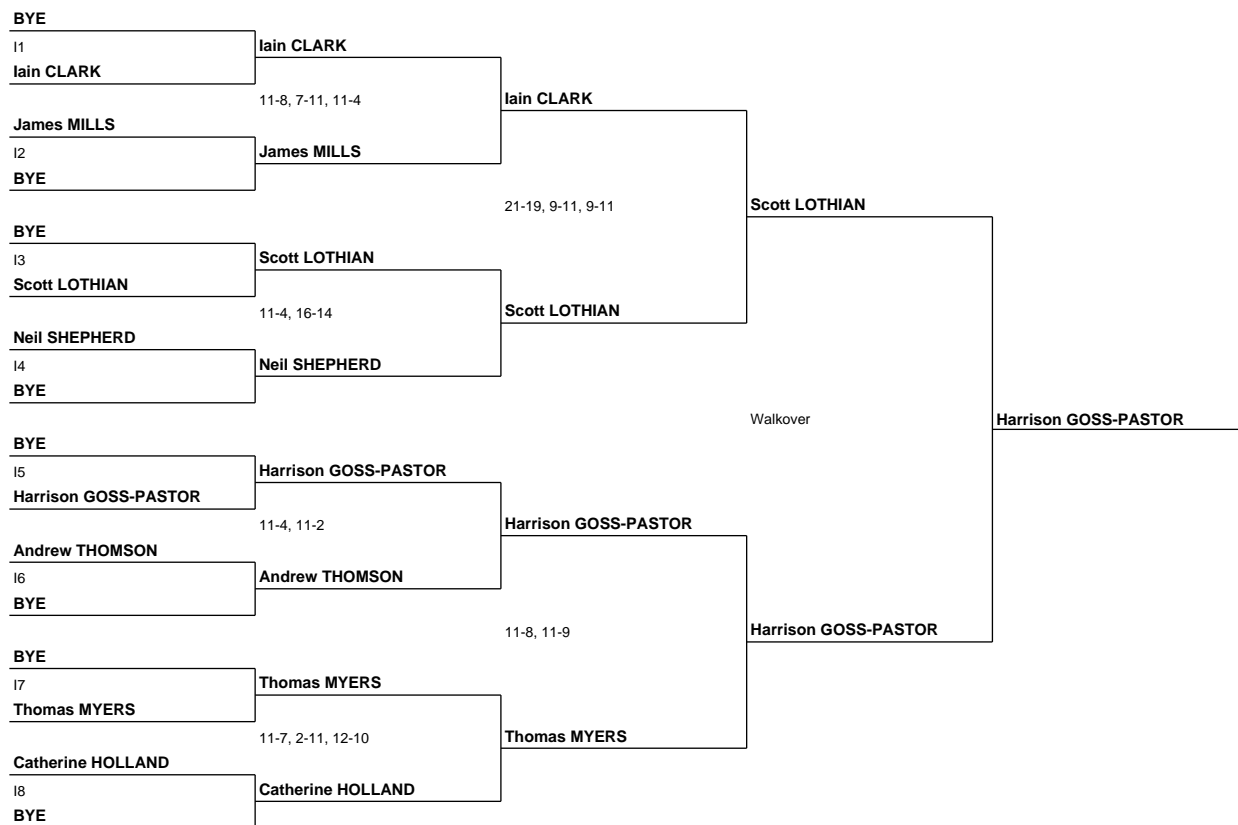 BYE
I1
Iain CLARK
Iain CLARK
11-8, 7-11, 11-4
Iain CLARK
James MILLS
I2
James MILLS
BYE
21-19, 9-11, 9-11
Scott LOTHIAN
BYE
I3
Scott LOTHIAN
Scott LOTHIAN
11-4, 16-14
Scott LOTHIAN
Neil SHEPHERD
I4
Neil SHEPHERD
BYE
Walkover
Harrison GOSS-PASTOR
BYE
I5
Harrison GOSS-PASTOR
Harrison GOSS-PASTOR
11-4, 11-2
Harrison GOSS-PASTOR
Andrew THOMSON
I6
Andrew THOMSON
BYE
11-8, 11-9
Harrison GOSS-PASTOR
BYE
I7
Thomas MYERS
Thomas MYERS
11-7, 2-11, 12-10
Thomas MYERS
Catherine HOLLAND
I8
Catherine HOLLAND
BYE